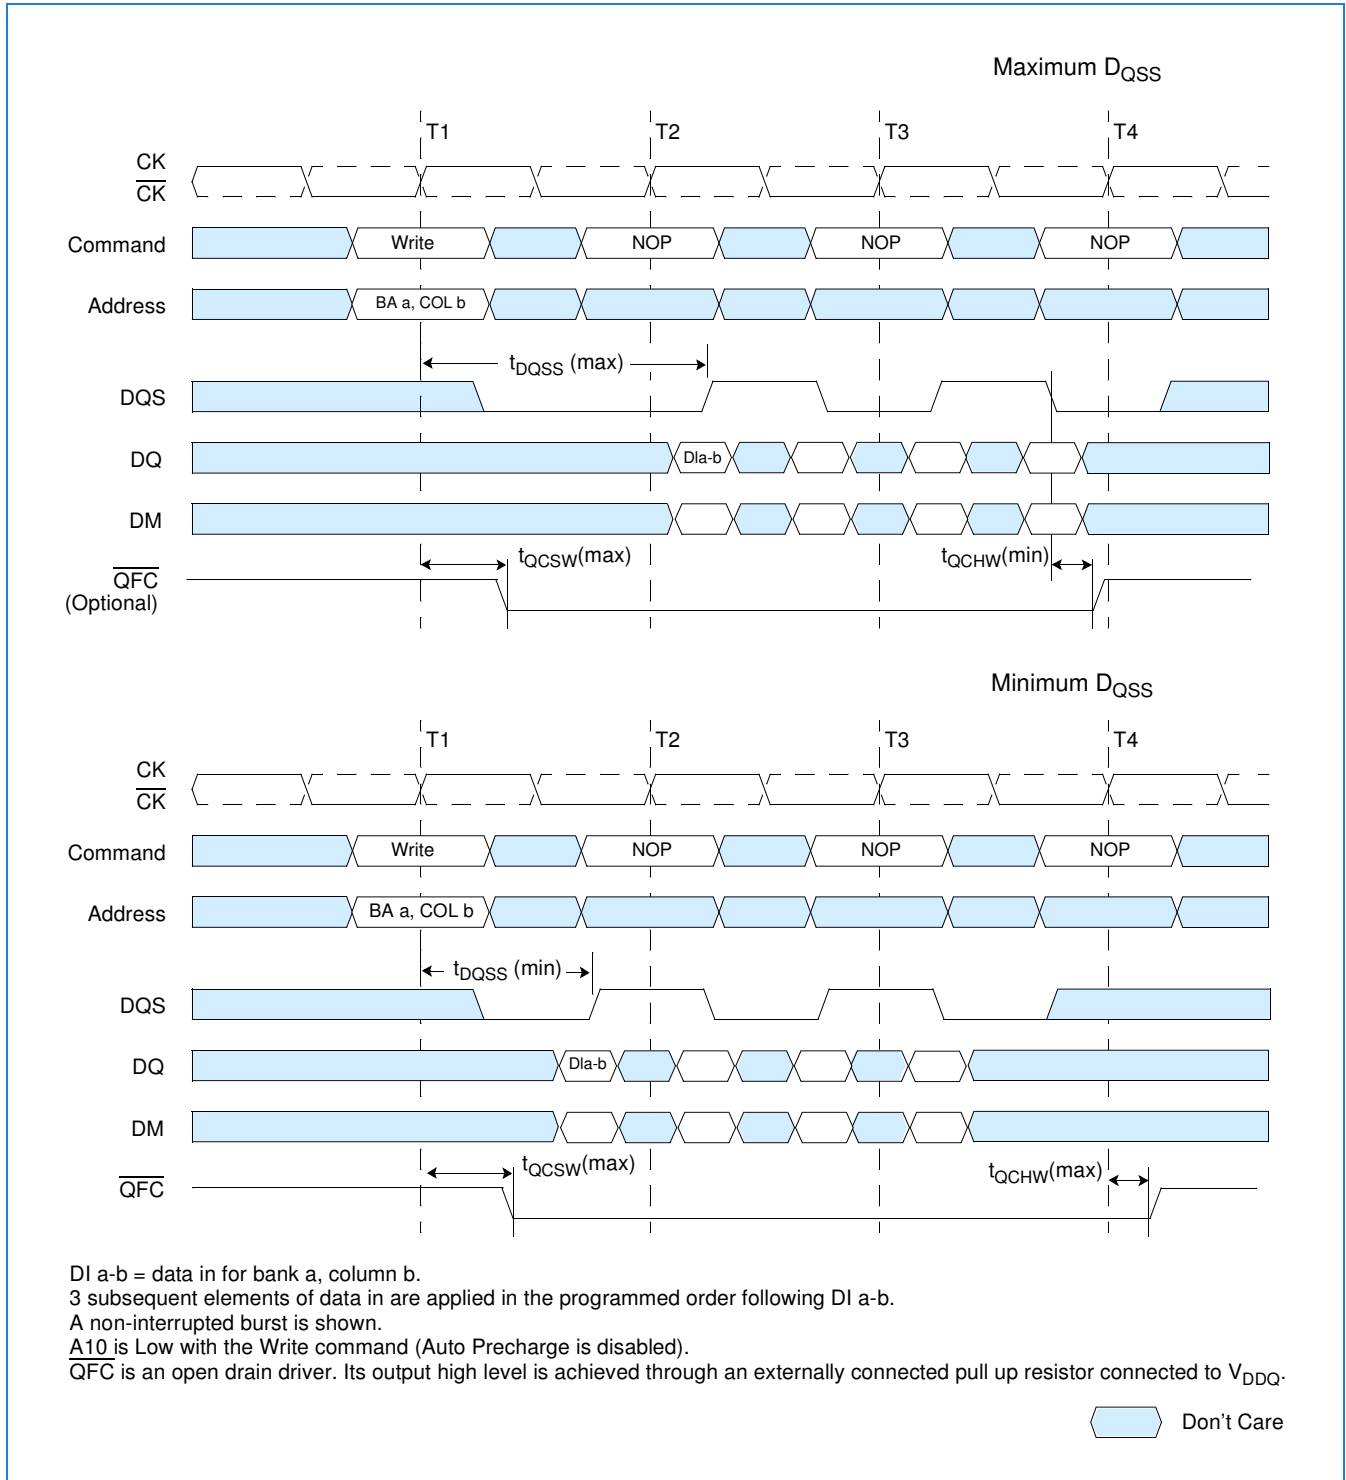 Maximum DQSS
T1 T2 T3 T4
CK
CK
Command Write NOP NOP NOP
Address BA a, COL b
tDQSS (max)
DQS
DQ DIa-b
DM
tQCSW(max) tQCHW(min)
QFC
(Optional)
Minimum DQSS
T1 T2 T3 T4
CK
CK
Command Write NOP NOP NOP
Address BA a, COL b
tDQSS (min)
DQS
DQ DIa-b
DM
tQCSW(max) tQCHW(max)
QFC
DI a-b = data in for bank a, column b.
3 subsequent elements of data in are applied in the programmed order following DI a-b.
A non-interrupted burst is shown.
A10 is Low with the Write command (Auto Precharge is disabled).
QFC is an open drain driver. Its output high level is achieved through an externally connected pull up resistor connected to VDDQ.
Don't Care